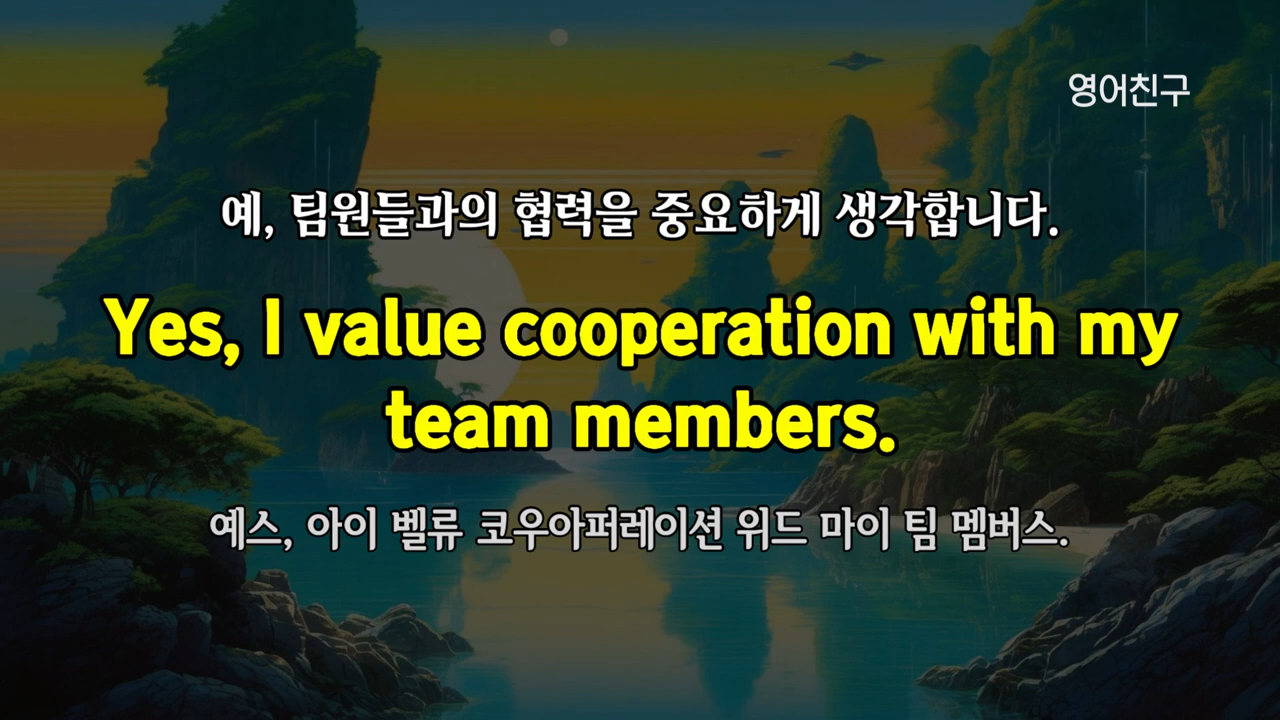 영어친구
예, 팀원들과의 협력을 중요하게 생각합니다.
Yes, I value cooperation with my
team members.
예스, 아이 벨류 코우아퍼레이션 위드 마이 팀 멤버스.